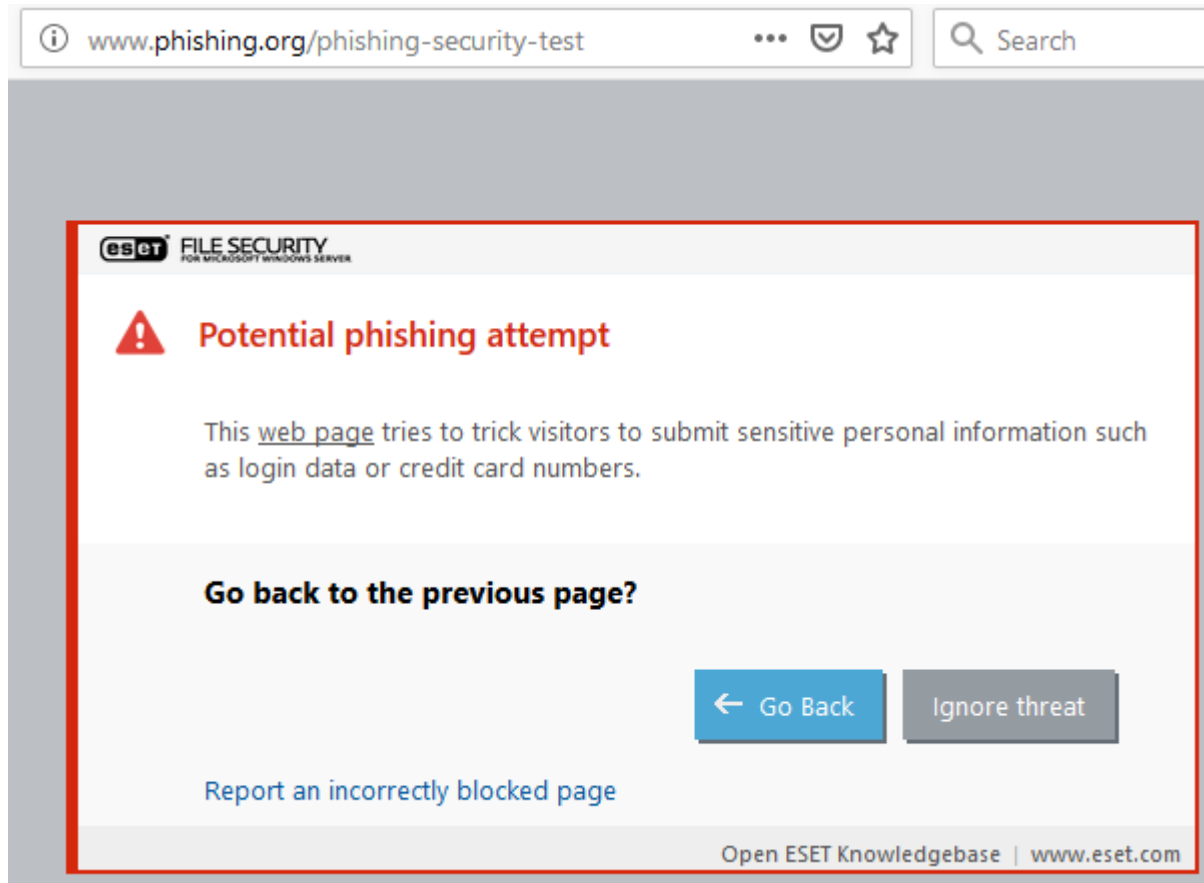 www.phishing.org/phishing-security-test
Search
eseT FILE SECURITY
FOR MICROSOFT WINDOWS SERVER
Potential phishing attempt
This web page tries to trick visitors to submit sensitive personal information such
as login data or credit card numbers.
Go back to the previous page?
Go Back
Ignore threat
Report an incorrectly blocked page
Open ESET Knowledgebase | www.eset.com